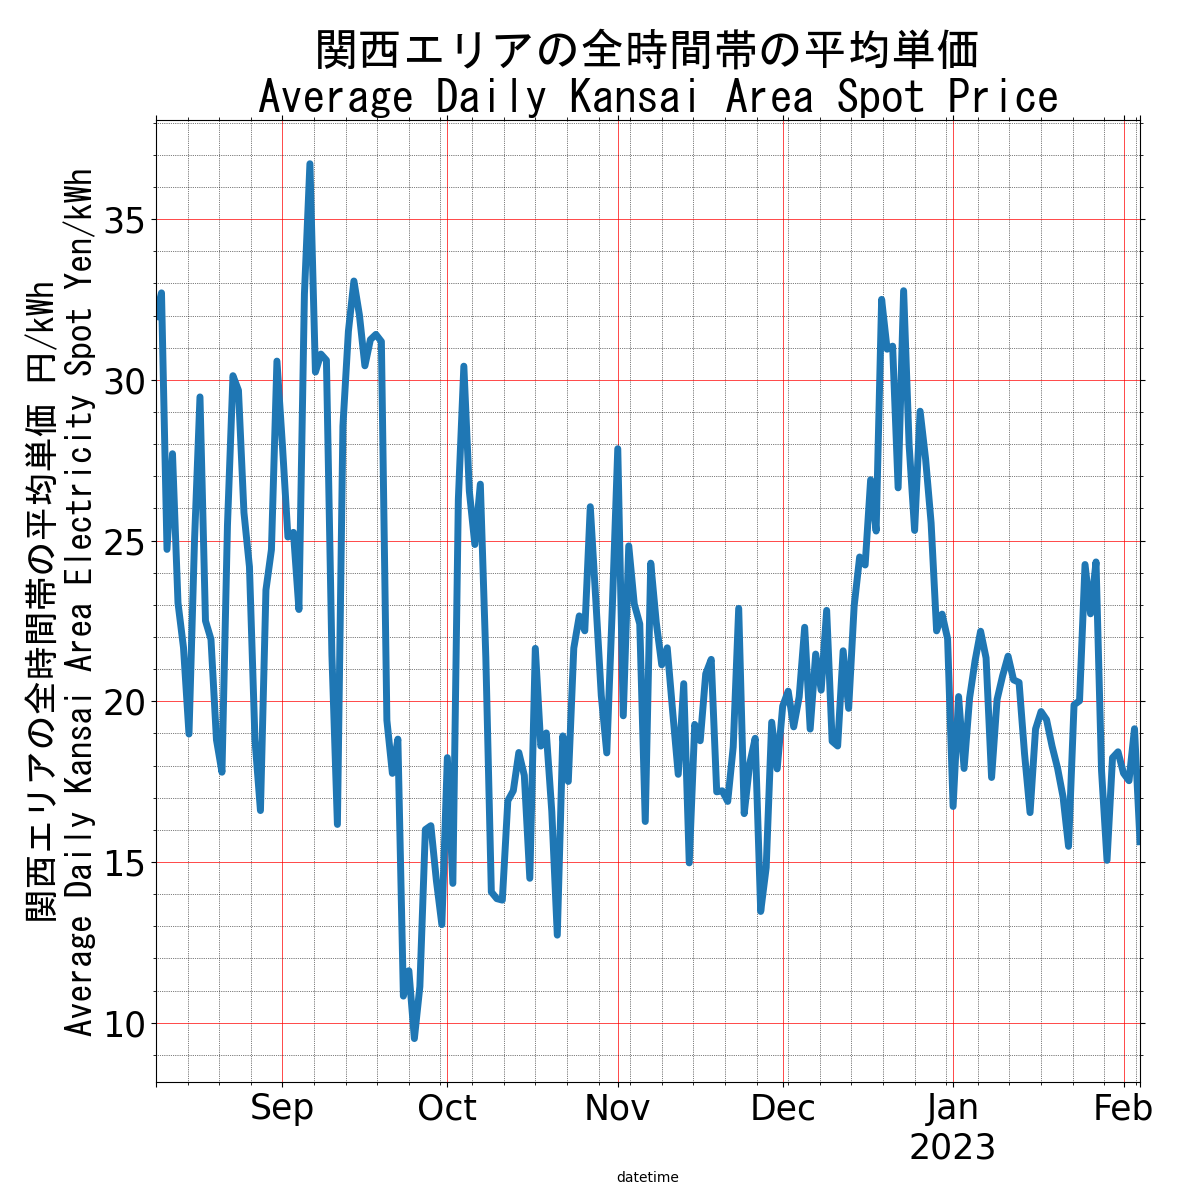 関西エリアの全時間帯の平均単価
Average Daily Kansai Area Spot Price
関西エリアの全時間帯の平均単価 円/kWh
Average Daily Kansai Area Electricity Spot Yen/kWh
35
30
25
20
15
10
Sep Oct Nov Dec Jan Feb
2023
datetime